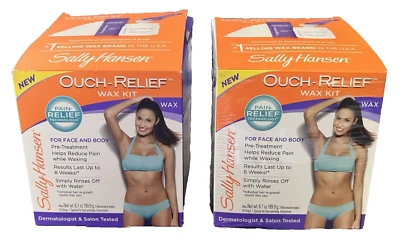 #1 SELLING WAX BRAND IN THE U.S.A.
Sally Hansen
NEW
OUCH-RELIEF™
WAX KIT
PAIN-
RELIEF
TECHNOLOGY
WAX
FOR FACE AND BODY
Pre-Treatment
Helps Reduce Pain
while Waxing
Results Last Up to
8 Weeks!*
Simply Rinses Off
with Water
Sally Hansen
Dermatologist & Salon Tested
#1 SELLING WAX BRAND IN THE U.S.A.
Sally Hansen
NEW
OUCH-RELIEF™
WAX KIT
PAIN-
RELIEF
TECHNOLOGY
WAX
FOR FACE AND BODY
Pre-Treatment
Helps Reduce Pain
while Waxing
Results Last Up to
8 Weeks!*
Simply Rinses Off
with Water
Sally Hansen
Dermatologist & Salon Tested